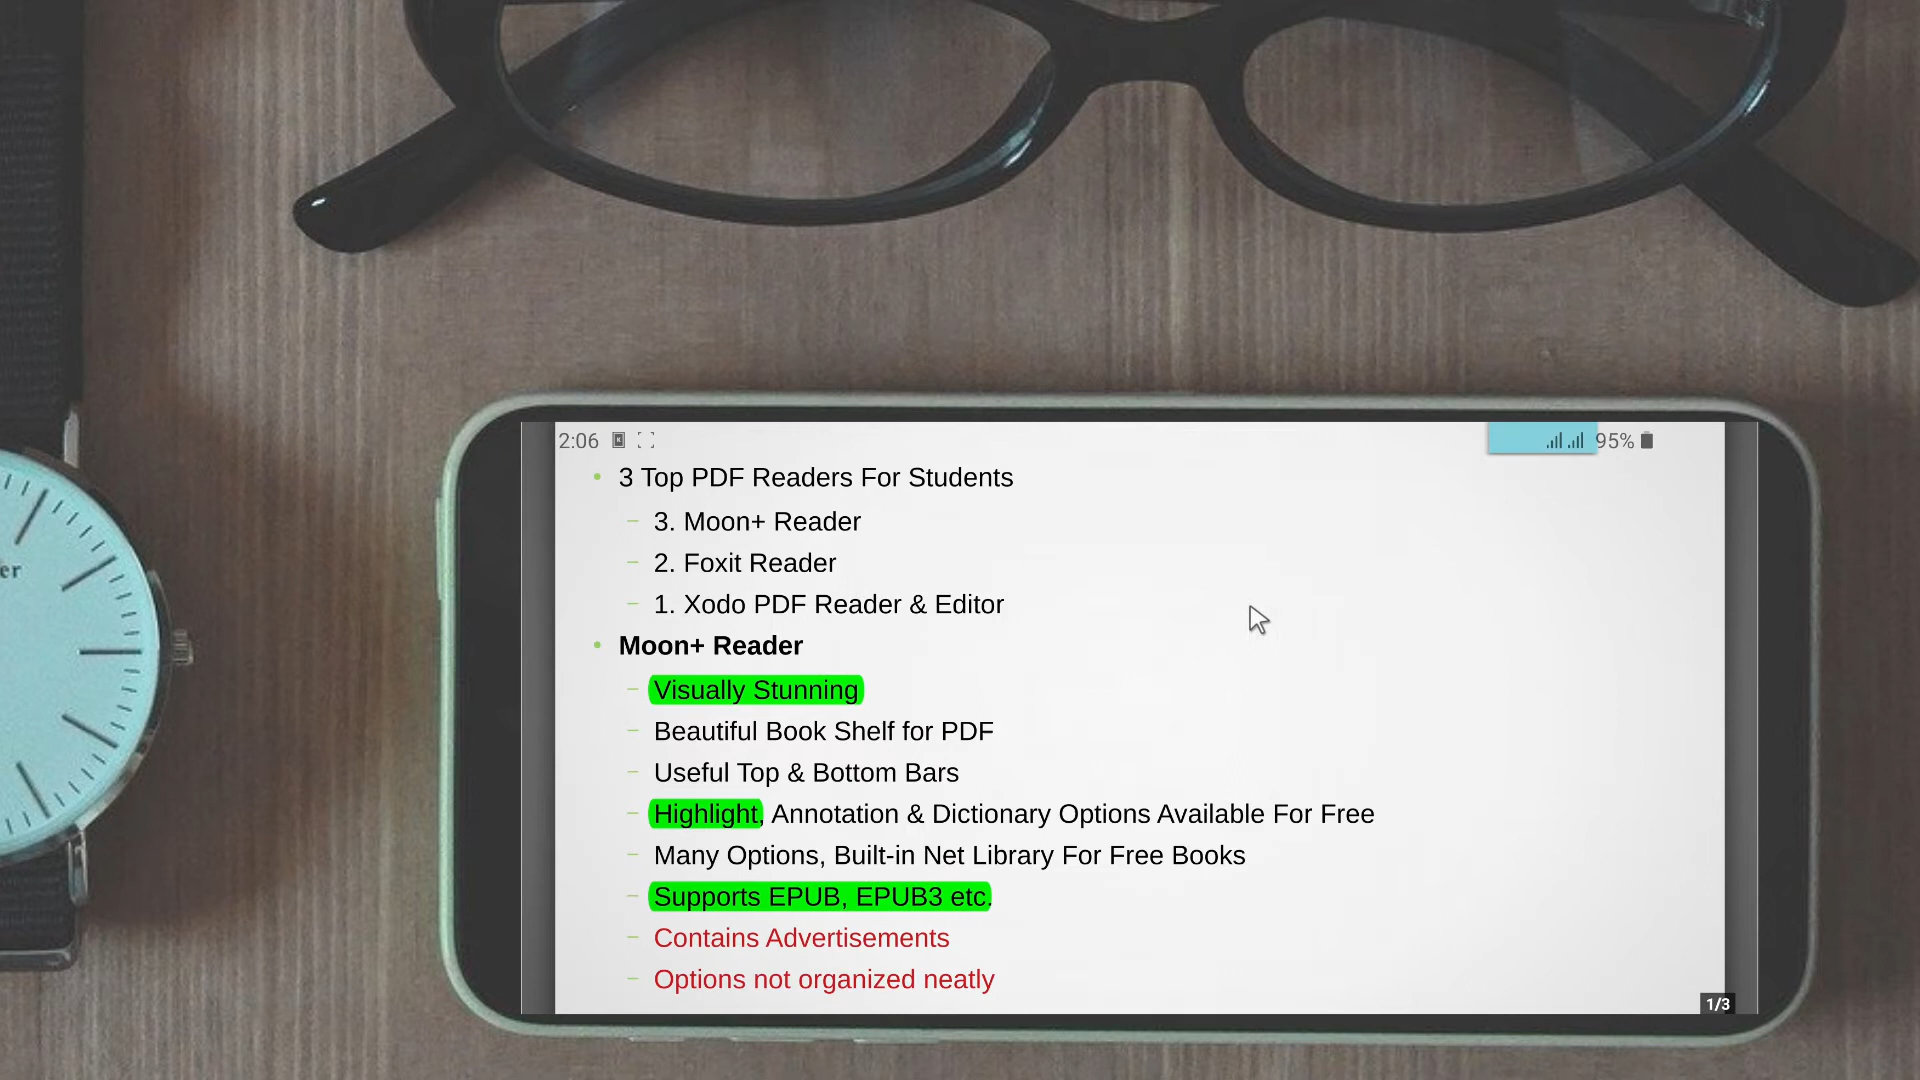 2:06
95%
• 3 Top PDF Readers For Students
– 3. Moon+ Reader
– 2. Foxit Reader
– 1. Xodo PDF Reader & Editor
• Moon+ Reader
– Visually Stunning
– Beautiful Book Shelf for PDF
– Useful Top & Bottom Bars
– Highlight, Annotation & Dictionary Options Available For Free
– Many Options, Built-in Net Library For Free Books
– Supports EPUB, EPUB3 etc.
– Contains Advertisements
– Options not organized neatly
1/3
er